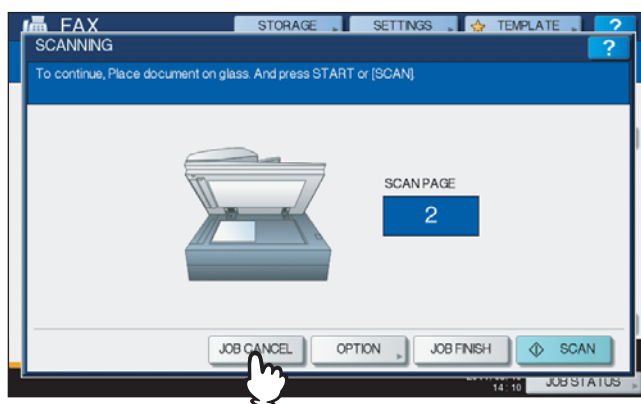 FAX STORAGE SETTINGS TEMPLATE ?
SCANNING ?
To continue, Place document on glass. And press START or [SCAN].
SCAN PAGE
2
JOB CANCEL OPTION JOB FINISH SCAN
14:10 JOB STATUS